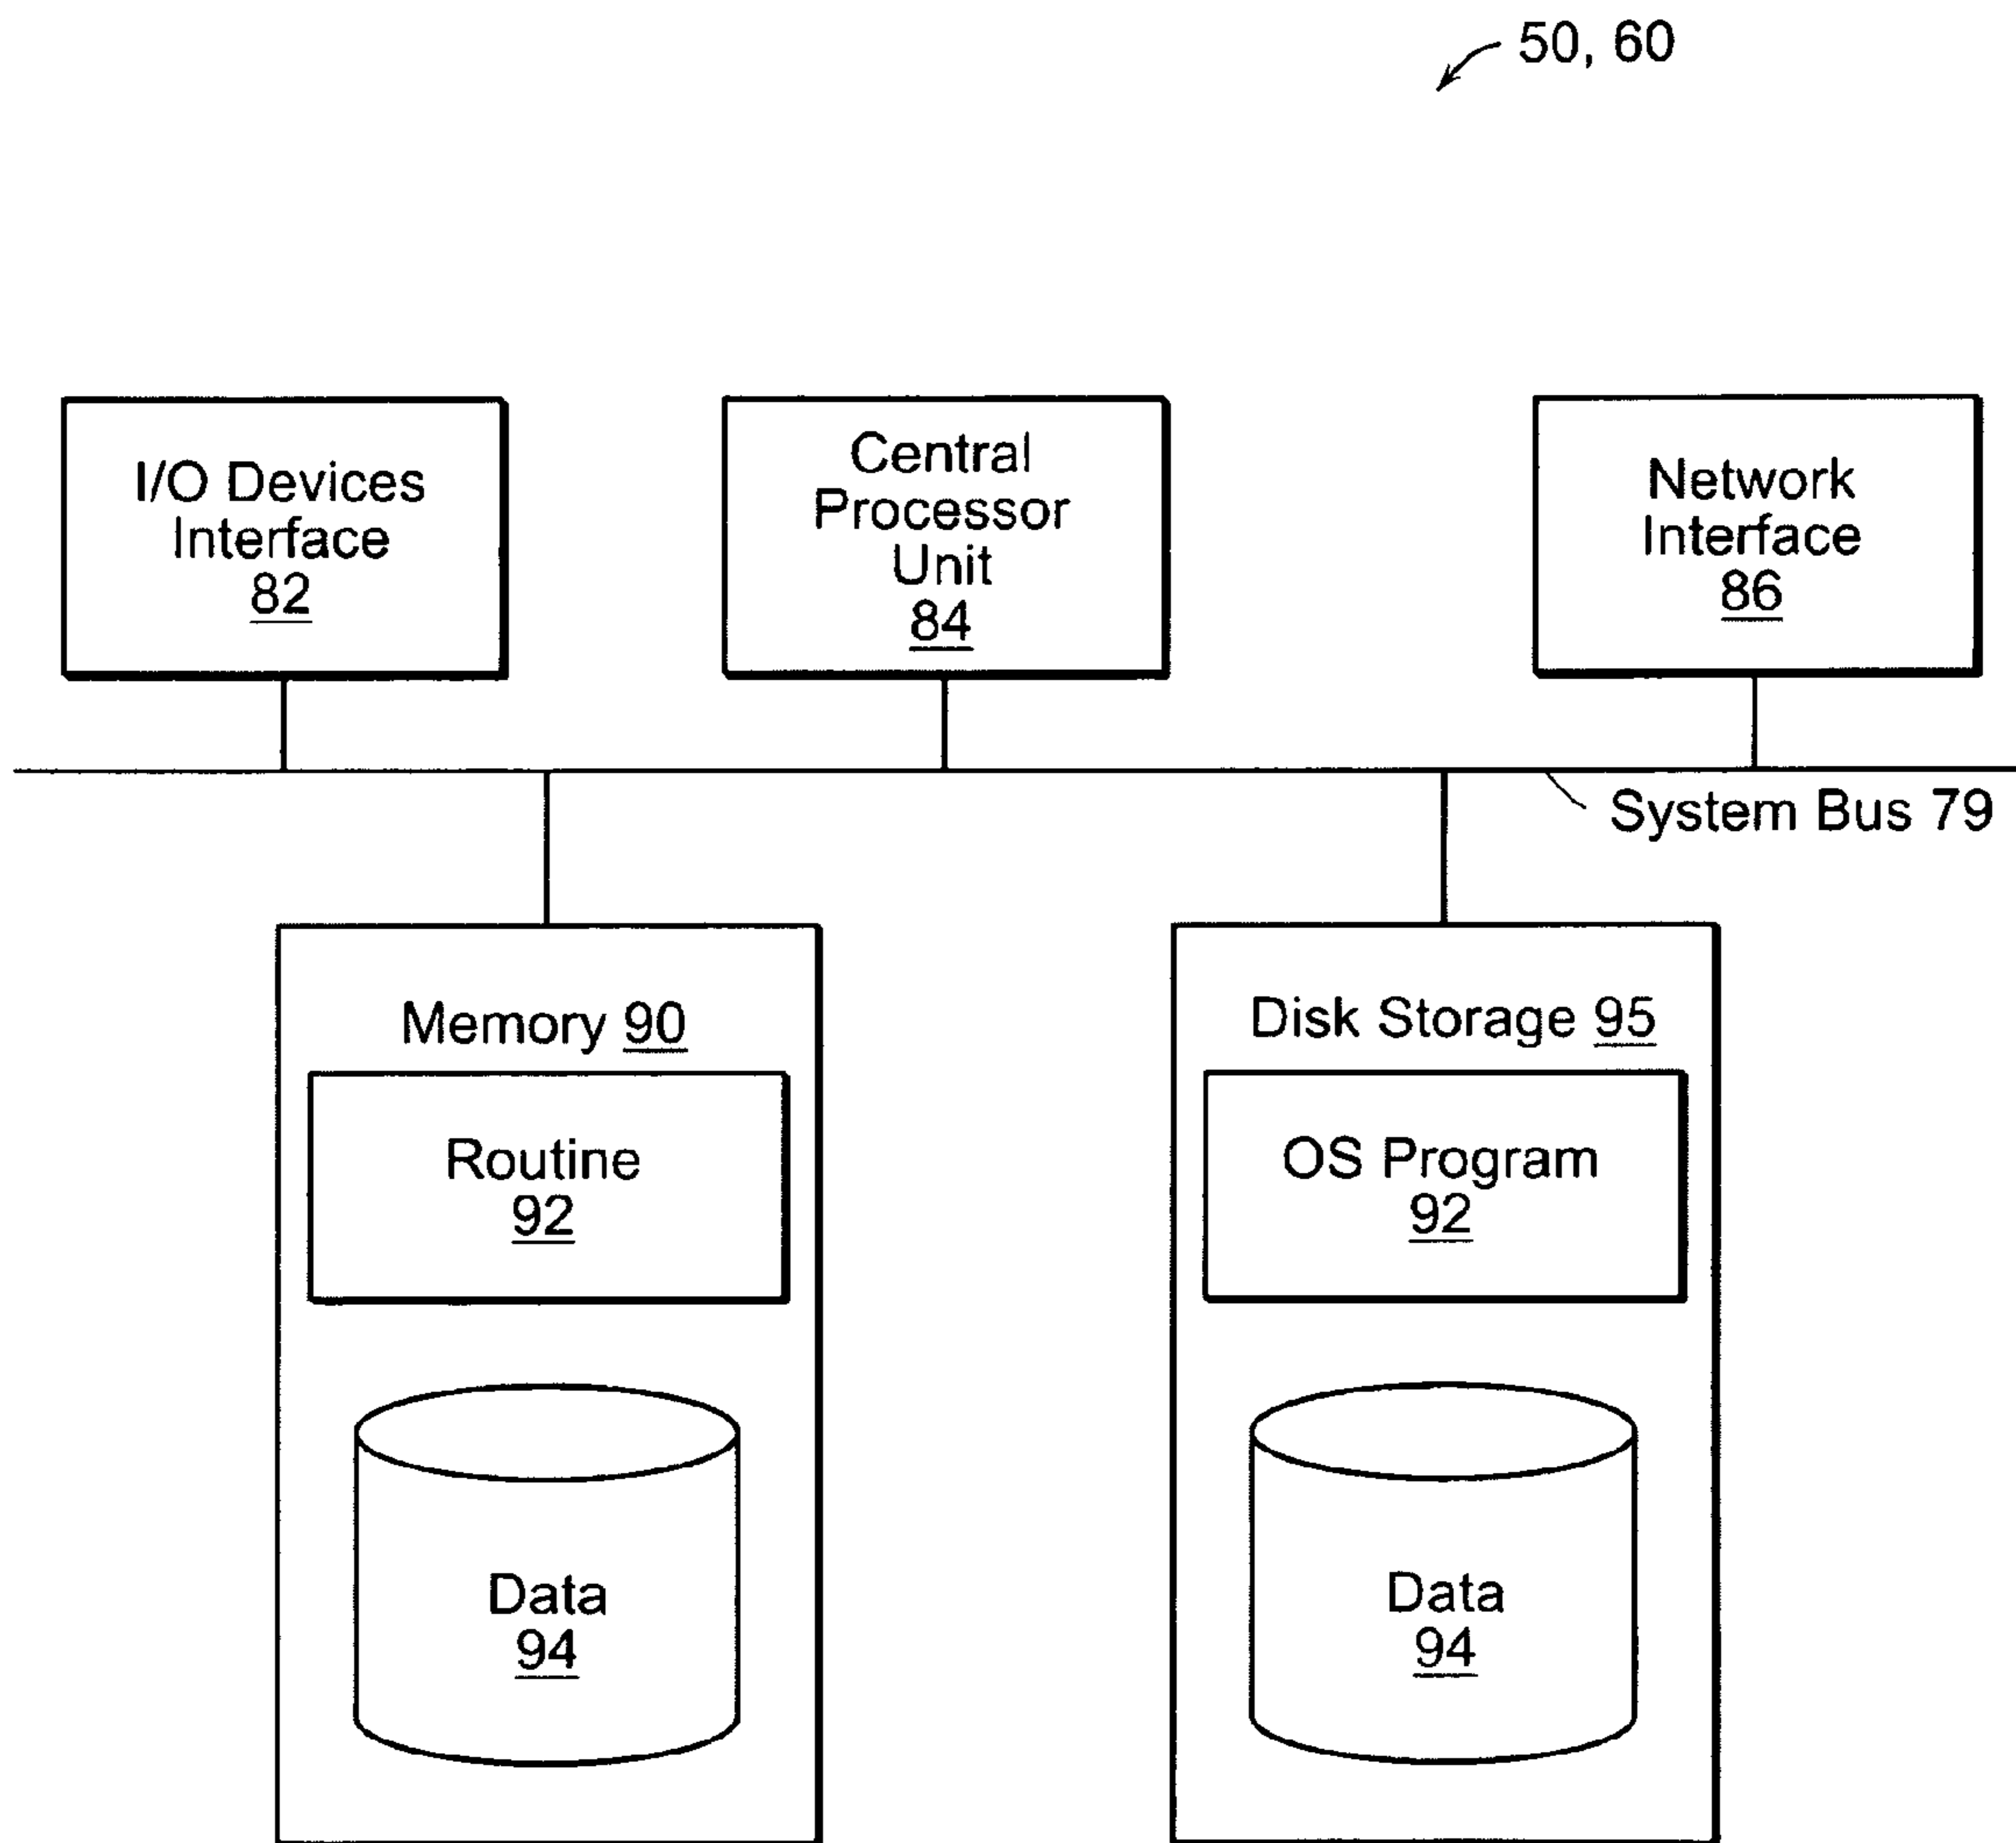 50, 60
I/O Devices
Interface
82
Central
Processor
Unit
84
Network
Interface
86
System Bus 79
Memory 90
Routine
92
Data
94
Disk Storage 95
OS Program
92
Data
94